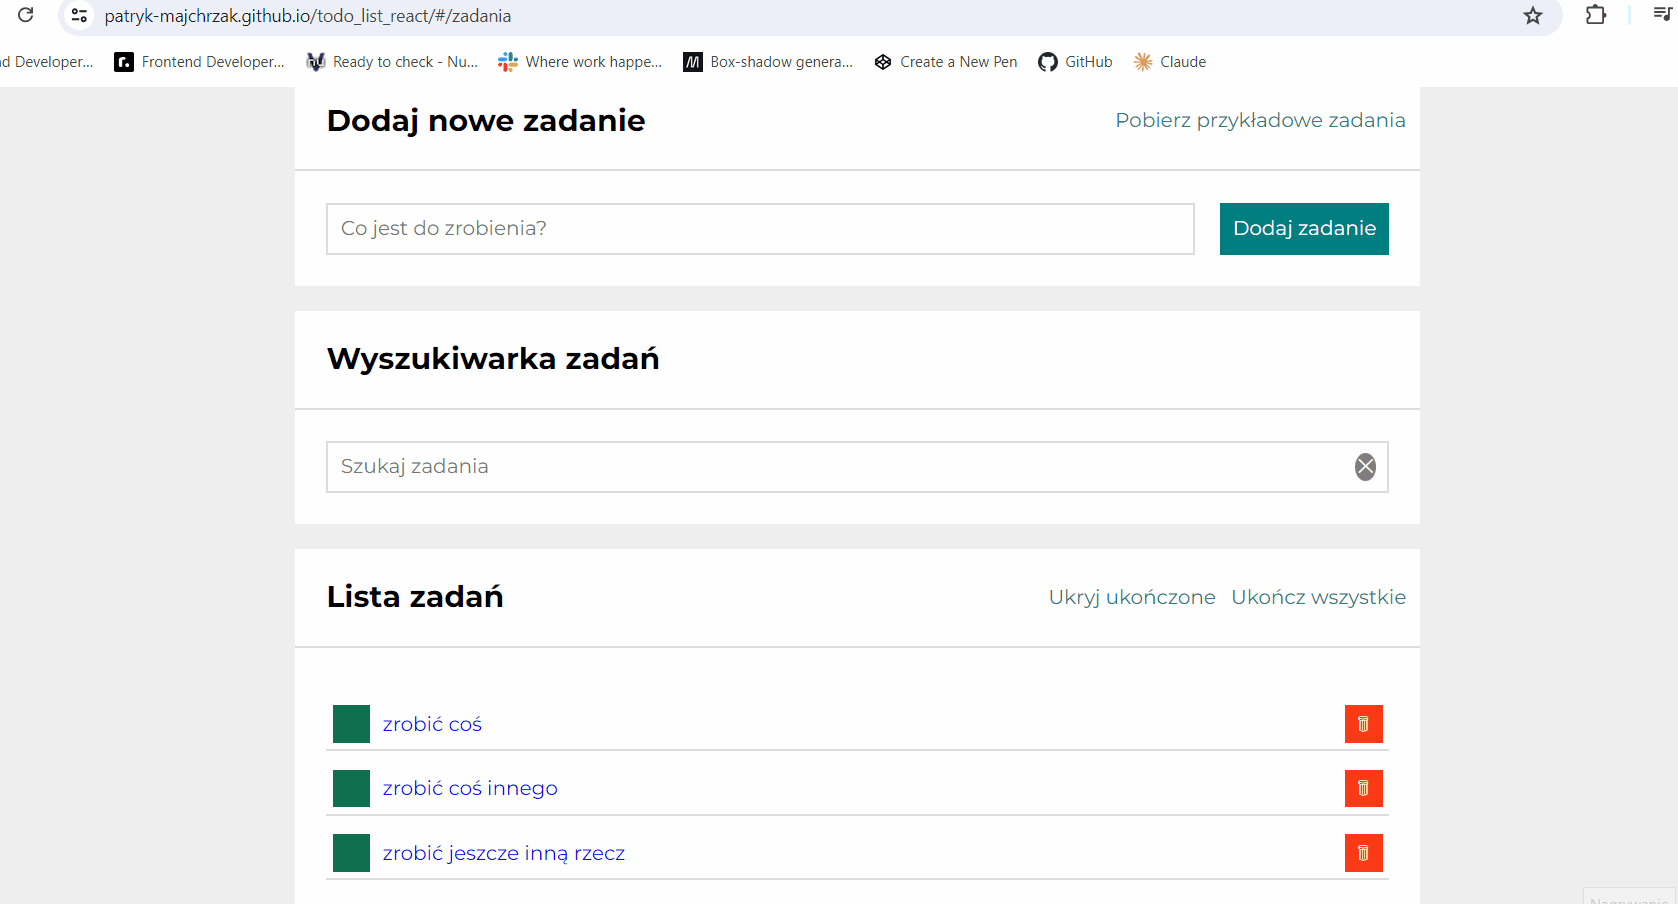 patryk-majchrzak.github.io/todo_list_react/#/zadania
d Developer... Frontend Developer... Ready to check - Nu... Where work happe... Box-shadow genera... Create a New Pen GitHub Claude
Dodaj nowe zadanie Pobierz przykładowe zadania
Co jest do zrobienia? Dodaj zadanie
Wyszukiwarka zadań
Szukaj zadania
Lista zadań Ukryj ukończone Ukończ wszystkie
zrobić coś
zrobić coś innego
zrobić jeszcze inną rzecz